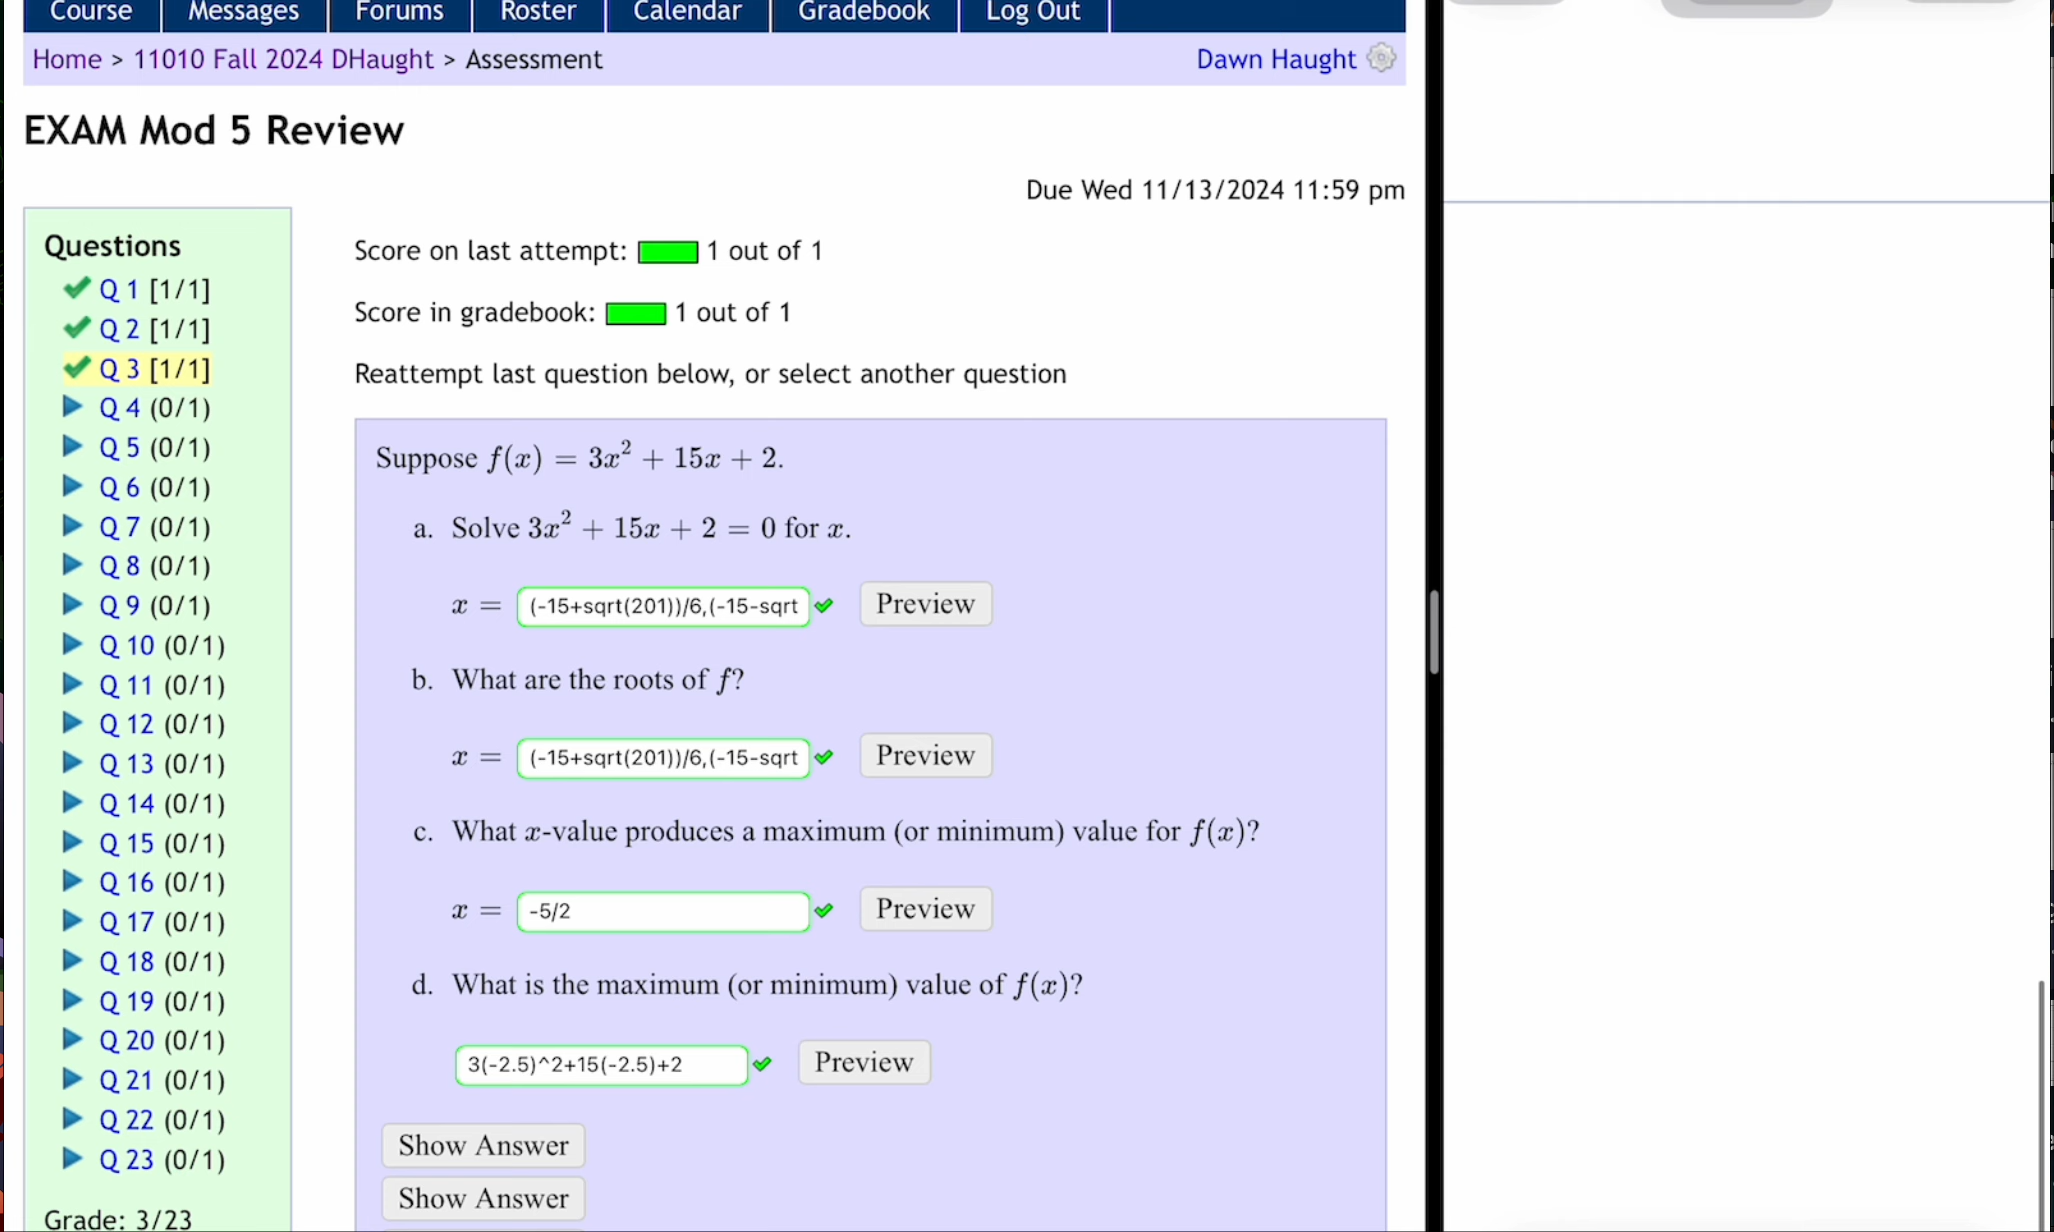 Course Messages Forums Roster Calendar Gradebook Log Out
Home > 11010 Fall 2024 DHaught > Assessment Dawn Haught
EXAM Mod 5 Review
Due Wed 11/13/2024 11:59 pm
Questions
Q 1 [1/1]
Q 2 [1/1]
Q 3 [1/1]
Q 4 (0/1)
Q 5 (0/1)
Q 6 (0/1)
Q 7 (0/1)
Q 8 (0/1)
Q 9 (0/1)
Q 10 (0/1)
Q 11 (0/1)
Q 12 (0/1)
Q 13 (0/1)
Q 14 (0/1)
Q 15 (0/1)
Q 16 (0/1)
Q 17 (0/1)
Q 18 (0/1)
Q 19 (0/1)
Q 20 (0/1)
Q 21 (0/1)
Q 22 (0/1)
Q 23 (0/1)
Grade: 3/23
Score on last attempt: 1 out of 1
Score in gradebook: 1 out of 1
Reattempt last question below, or select another question
Suppose f(x) = 3x² + 15x + 2.
a. Solve 3x² + 15x + 2 = 0 for x.
x = (-15+sqrt(201))/6,(-15-sqrt Preview
b. What are the roots of f?
x = (-15+sqrt(201))/6,(-15-sqrt Preview
c. What x-value produces a maximum (or minimum) value for f(x)?
x = -5/2 Preview
d. What is the maximum (or minimum) value of f(x)?
3(-2.5)^2+15(-2.5)+2 Preview
Show Answer
Show Answer